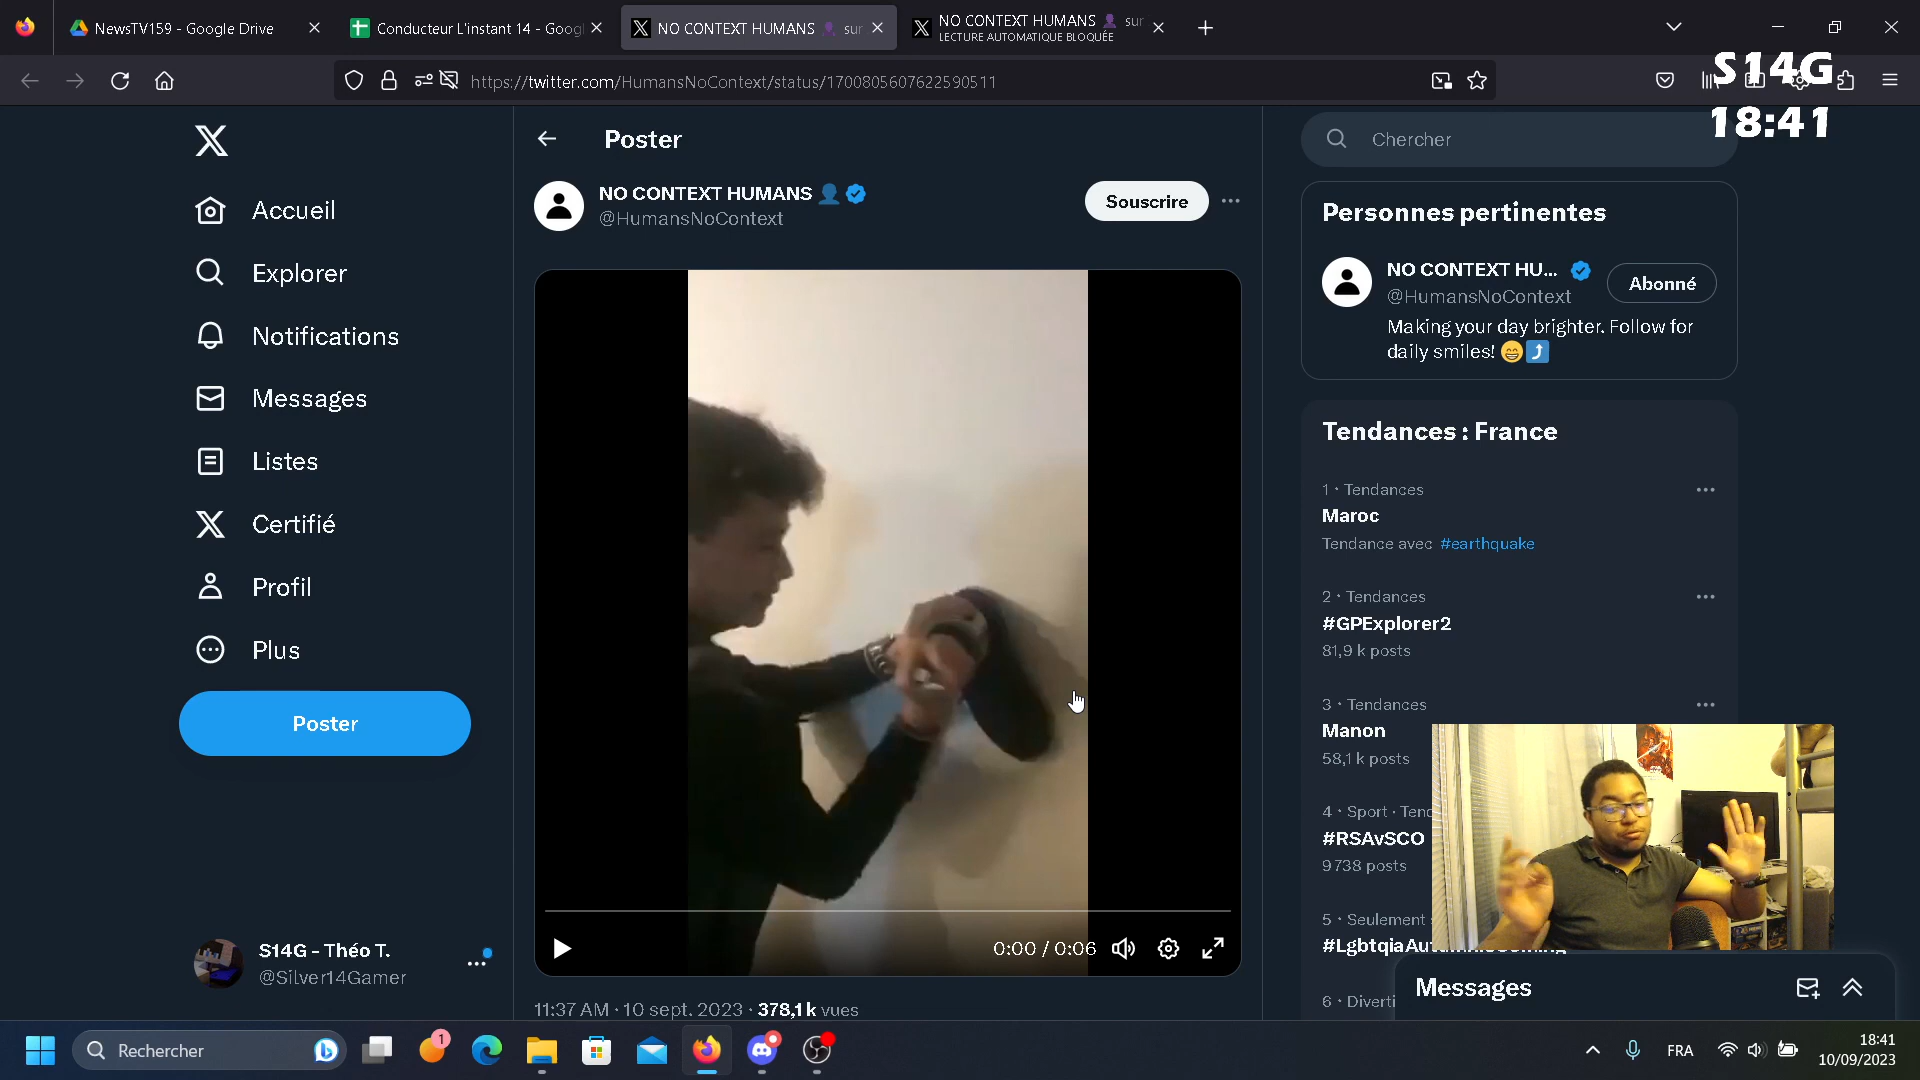 NewsTV159 - Google Drive
Conducteur L'instant 14 - Goog
NO CONTEXT HUMANS 👤 sur
NO CONTEXT HUMANS 👤 sur
LECTURE AUTOMATIQUE BLOQUÉE
https://twitter.com/HumansNoContext/status/1700805607622590511
S14G
18:41
Accueil
Explorer
Notifications
Messages
Listes
Certifié
Profil
Plus
Poster
S14G - Théo T.
@Silver14Gamer
Poster
NO CONTEXT HUMANS 👤
@HumansNoContext
Souscrire
0:00 / 0:06
11:37 AM · 10 sept. 2023 · 378,1 k vues
Chercher
Personnes pertinentes
NO CONTEXT HU...
@HumansNoContext
Abonné
Making your day brighter. Follow for
daily smiles! 😁⤴️
Tendances : France
1 · Tendances
Maroc
Tendance avec #earthquake
2 · Tendances
#GPExplorer2
81,9 k posts
3 · Tendances
Manon
58,1 k posts
4 · Sport · Tend
#RSAvSCO
9 738 posts
5 · Seulement
6 · Diverti
Messages
Rechercher
1
FRA
18:41
10/09/2023